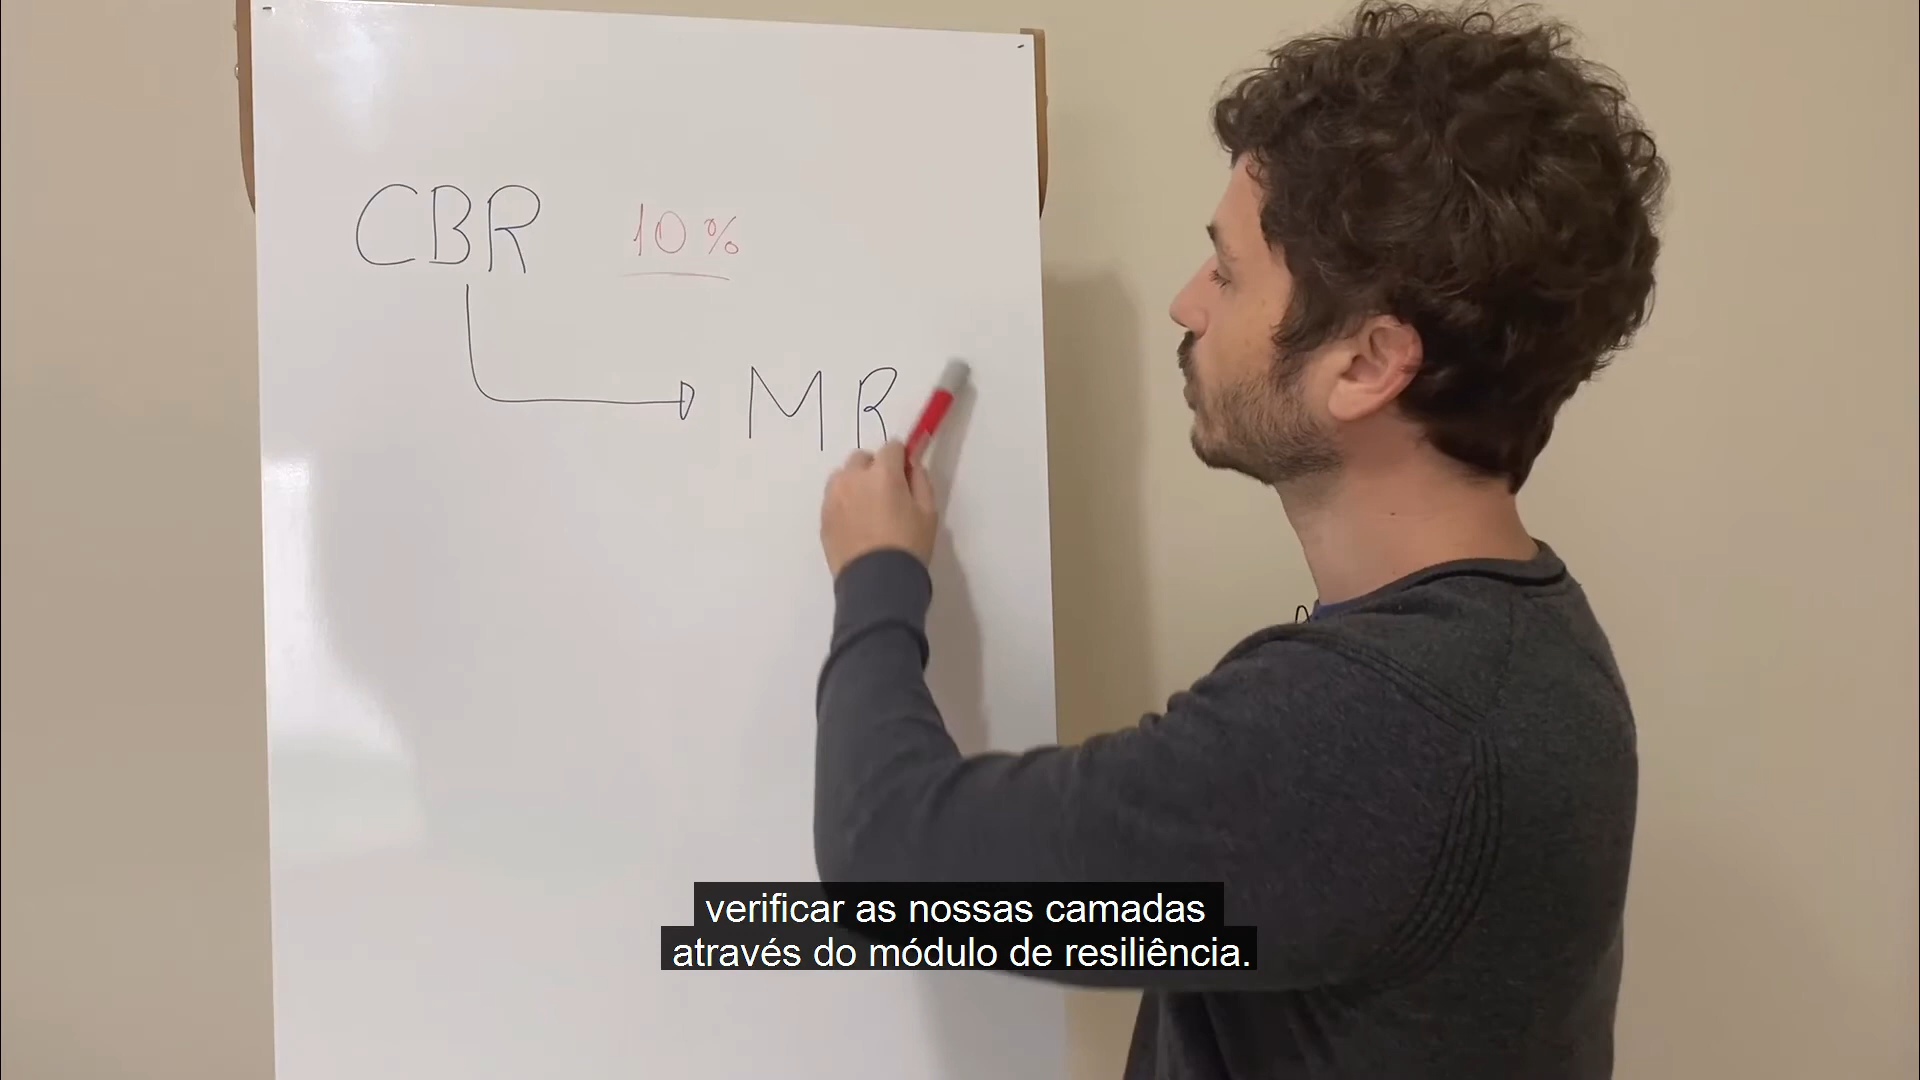 CBR 10%
MR
verificar as nossas camadas
através do módulo de resiliência.